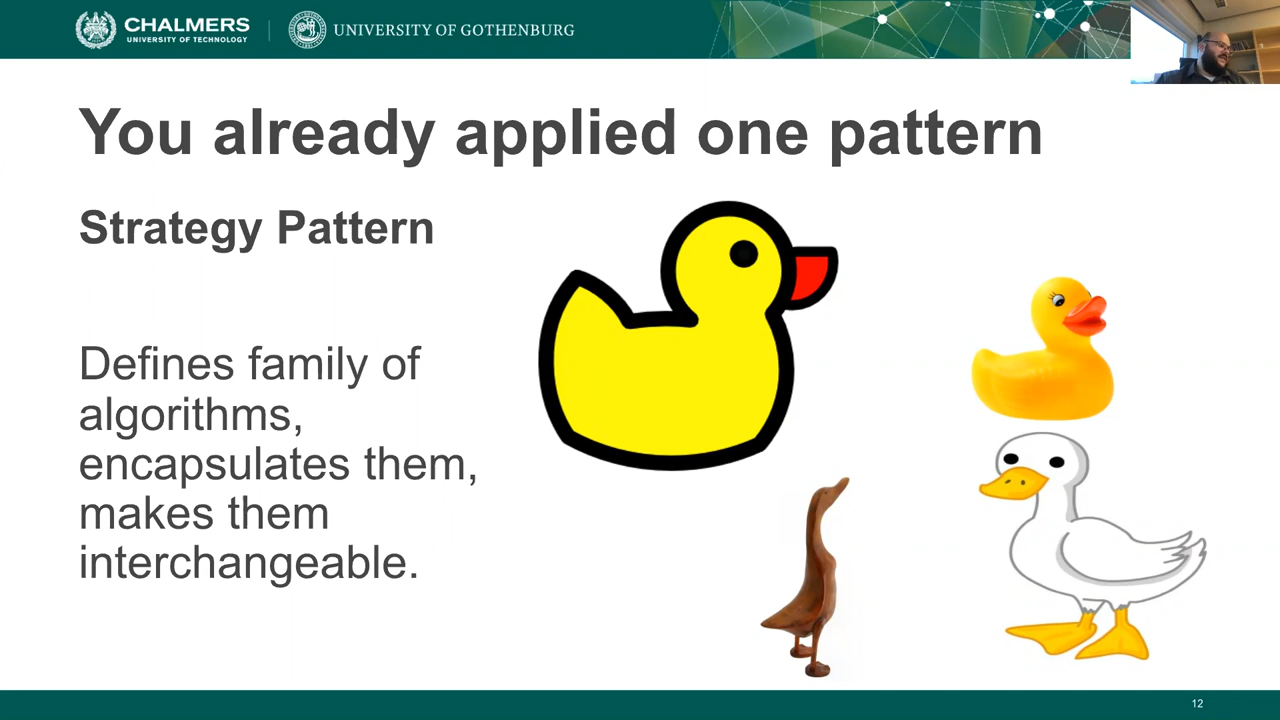 CHALMERS
UNIVERSITY OF TECHNOLOGY
UNIVERSITY OF GOTHENBURG
You already applied one pattern
Strategy Pattern
Defines family of
algorithms,
encapsulates them,
makes them
interchangeable.
12